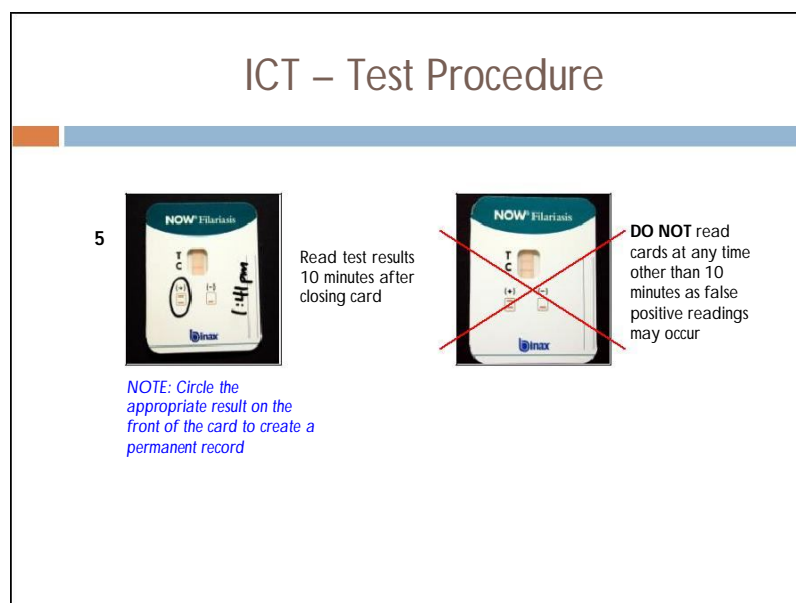 ICT – Test Procedure
5
NOW® Filariasis
T
C
(+) (-)
1:41pm
binax
Read test results
10 minutes after
closing card
NOTE: Circle the
appropriate result on the
front of the card to create a
permanent record
NOW® Filariasis
T
C
(+) (-)
binax
DO NOT read
cards at any time
other than 10
minutes as false
positive readings
may occur